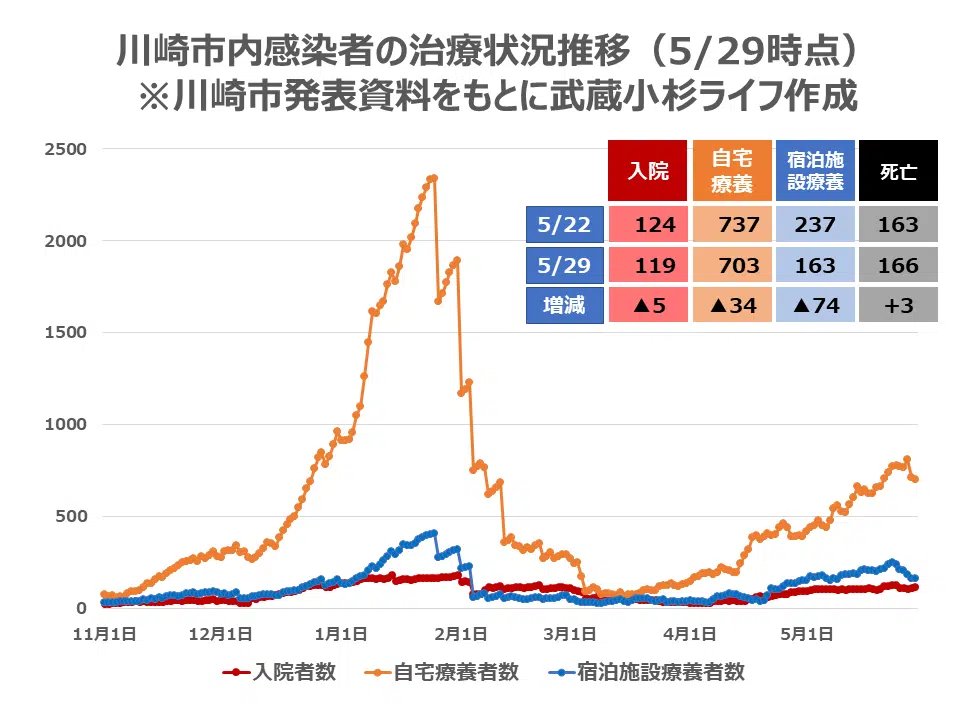 川崎市内感染者の治療状況推移（5/29時点）
※川崎市発表資料をもとに武蔵小杉ライフ作成
入院 自宅療養 宿泊施設療養 死亡
5/22 124 737 237 163
5/29 119 703 163 166
増減 ▲5 ▲34 ▲74 +3
2500
2000
1500
1000
500
0
11月1日 12月1日 1月1日 2月1日 3月1日 4月1日 5月1日
入院者数 自宅療養者数 宿泊施設療養者数